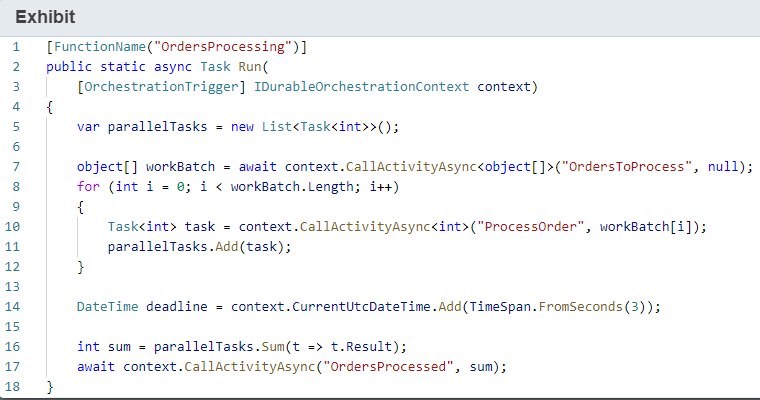 Exhibit
1 [FunctionName("OrdersProcessing")]
2 public static async Task Run(
3     [OrchestrationTrigger] IDurableOrchestrationContext context)
4 {
5     var parallelTasks = new List<Task<int>>();
6
7     object[] workBatch = await context.CallActivityAsync<object[]>("OrdersToProcess", null);
8     for (int i = 0; i < workBatch.Length; i++)
9     {
10         Task<int> task = context.CallActivityAsync<int>("ProcessOrder", workBatch[i]);
11         parallelTasks.Add(task);
12     }
13
14     DateTime deadline = context.CurrentUtcDateTime.Add(TimeSpan.FromSeconds(3));
15
16     int sum = parallelTasks.Sum(t => t.Result);
17     await context.CallActivityAsync("OrdersProcessed", sum);
18 }